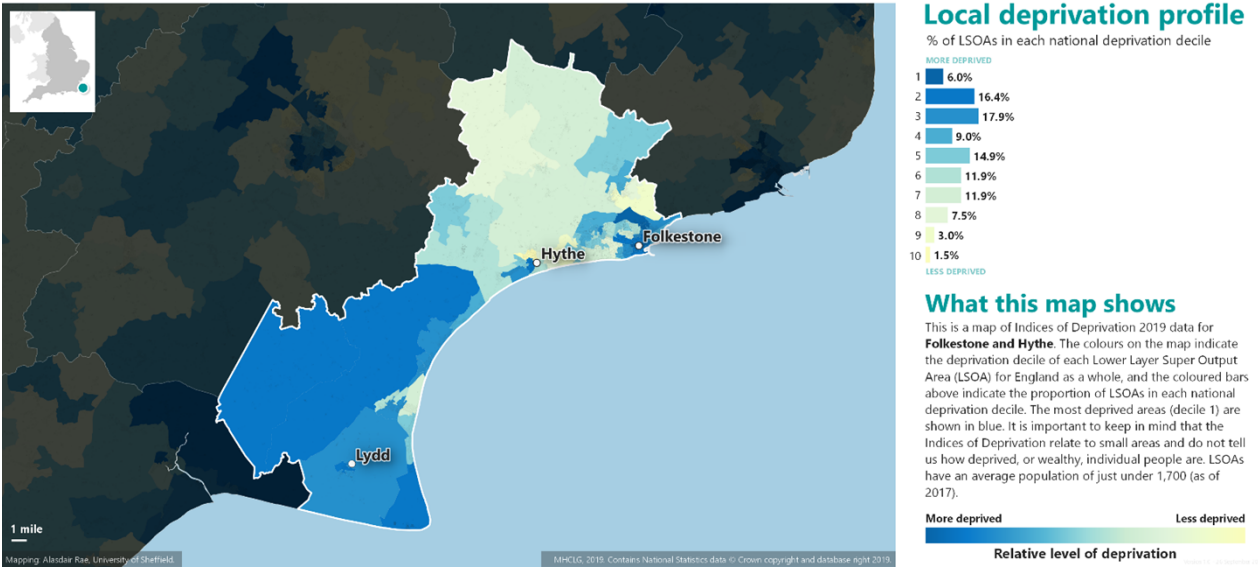 Local deprivation profile
% of LSOAs in each national deprivation decile
MORE DEPRIVED
1 6.0%
2 16.4%
3 17.9%
4 9.0%
5 14.9%
6 11.9%
7 11.9%
8 7.5%
9 3.0%
10 1.5%
LESS DEPRIVED
Folkestone
Hythe
Lydd
1 mile
Mapping: Alasdair Rae, University of Sheffield.
MHCLG, 2019. Contains National Statistics data © Crown copyright and database right 2019.
What this map shows
This is a map of Indices of Deprivation 2019 data for
Folkestone and Hythe. The colours on the map indicate
the deprivation decile of each Lower Layer Super Output
Area (LSOA) for England as a whole, and the coloured bars
above indicate the proportion of LSOAs in each national
deprivation decile. The most deprived areas (decile 1) are
shown in blue. It is important to keep in mind that the
Indices of Deprivation relate to small areas and do not tell
us how deprived, or wealthy, individual people are. LSOAs
have an average population of just under 1,700 (as of
2017).
More deprived Less deprived
Relative level of deprivation